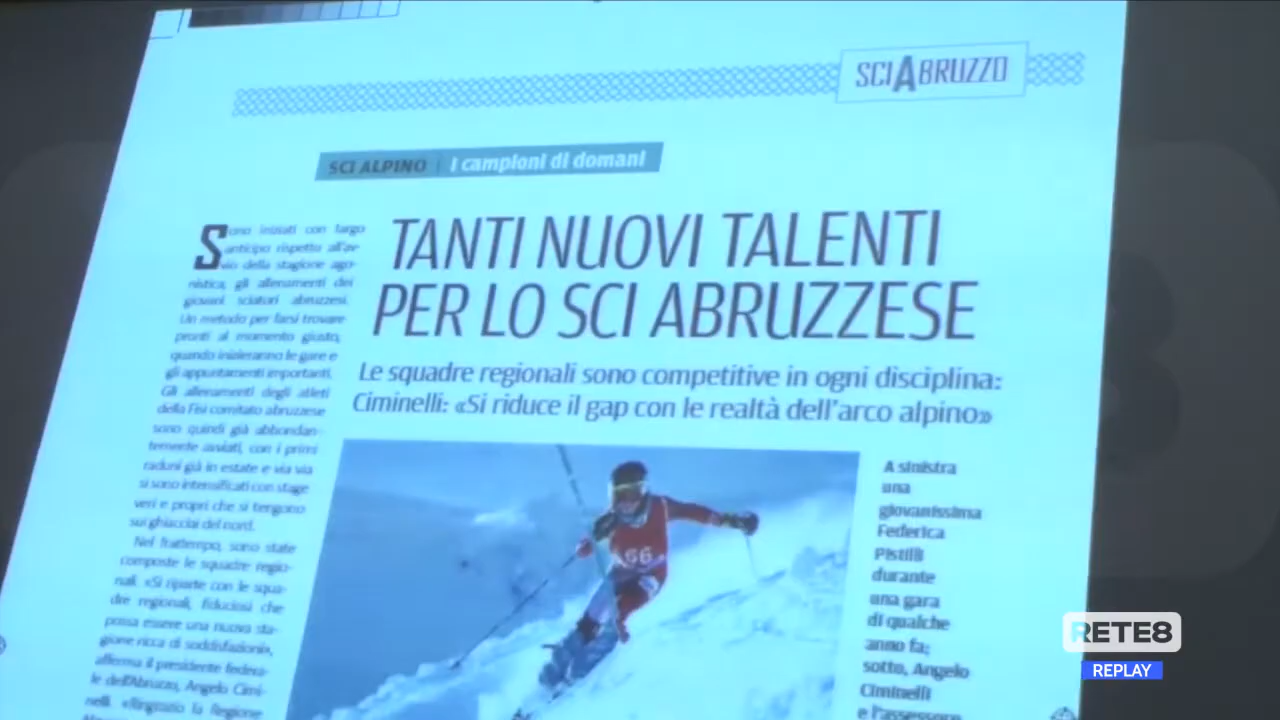 SCIABRUZZO
SCI ALPINO | I campioni di domani
TANTI NUOVI TALENTI
PER LO SCI ABRUZZESE
Le squadre regionali sono competitive in ogni disciplina:
Ciminelli: «Si riduce il gap con le realtà dell'arco alpino»
Sono iniziati con largo
anticipo rispetto all'av-
vio della stagione ago-
nistica, gli allenamenti dei
giovani sciatori abruzzesi.
Un metodo per farsi trovare
pronti al momento giusto,
quando inizieranno le gare e
gli appuntamenti importanti.
Gli allenamenti degli atleti
della Fisi comitato abruzzese
sono quindi già abbondan-
temente avviati, con i primi
raduni già in estate e via via
si sono intensificati con stage
veri e propri che si tengono
sui ghiacciai del nord.
Nel frattempo, sono state
composte le squadre regio-
nali. «Si riparte con le squa-
dre regionali, fiduciosi che
possa essere una nuova sta-
gione ricca di soddisfazioni»,
afferma il presidente federa-
le dell'Abruzzo, Angelo Cimi-
nelli. «Ringrazio la Regione
66
A sinistra
una
giovanissima
Federica
Pistilli
durante
una gara
di qualche
anno fa;
sotto, Angelo
Ciminelli
e l'assessore
RETE8
REPLAY